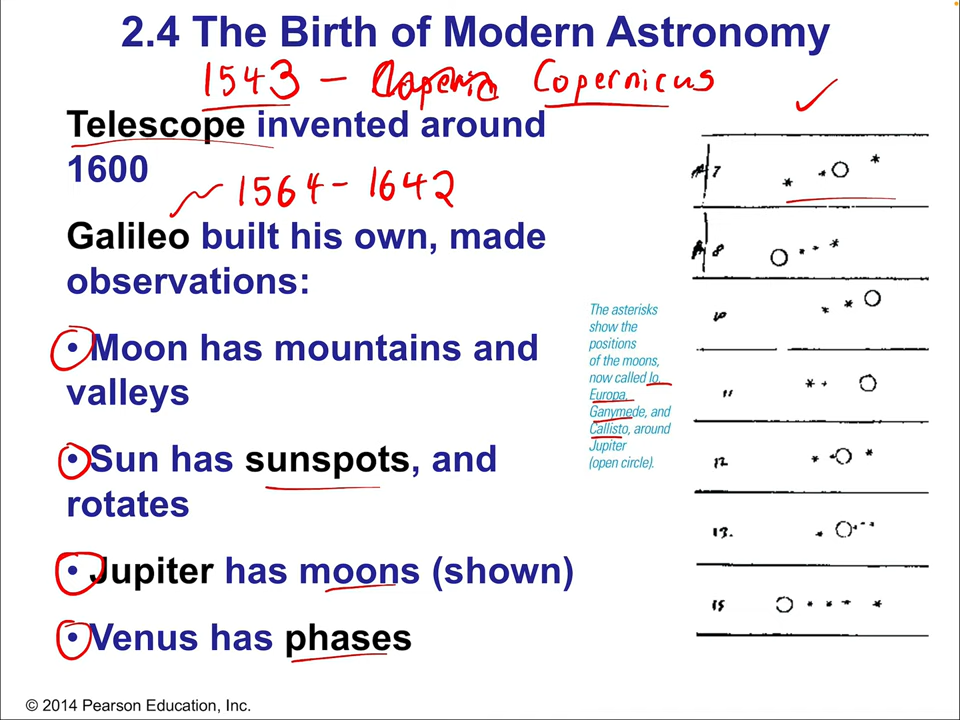 2.4 The Birth of Modern Astronomy
1543 – Copernicus
Telescope invented around
1600
1564 - 1642
Galileo built his own, made
observations:
• Moon has mountains and
valleys
• Sun has sunspots, and
rotates
• Jupiter has moons (shown)
• Venus has phases
The asterisks
show the
positions
of the moons,
now called Io,
Europa,
Ganymede, and
Callisto, around
Jupiter
(open circle).
7
8
10
11
12
13.
15
© 2014 Pearson Education, Inc.